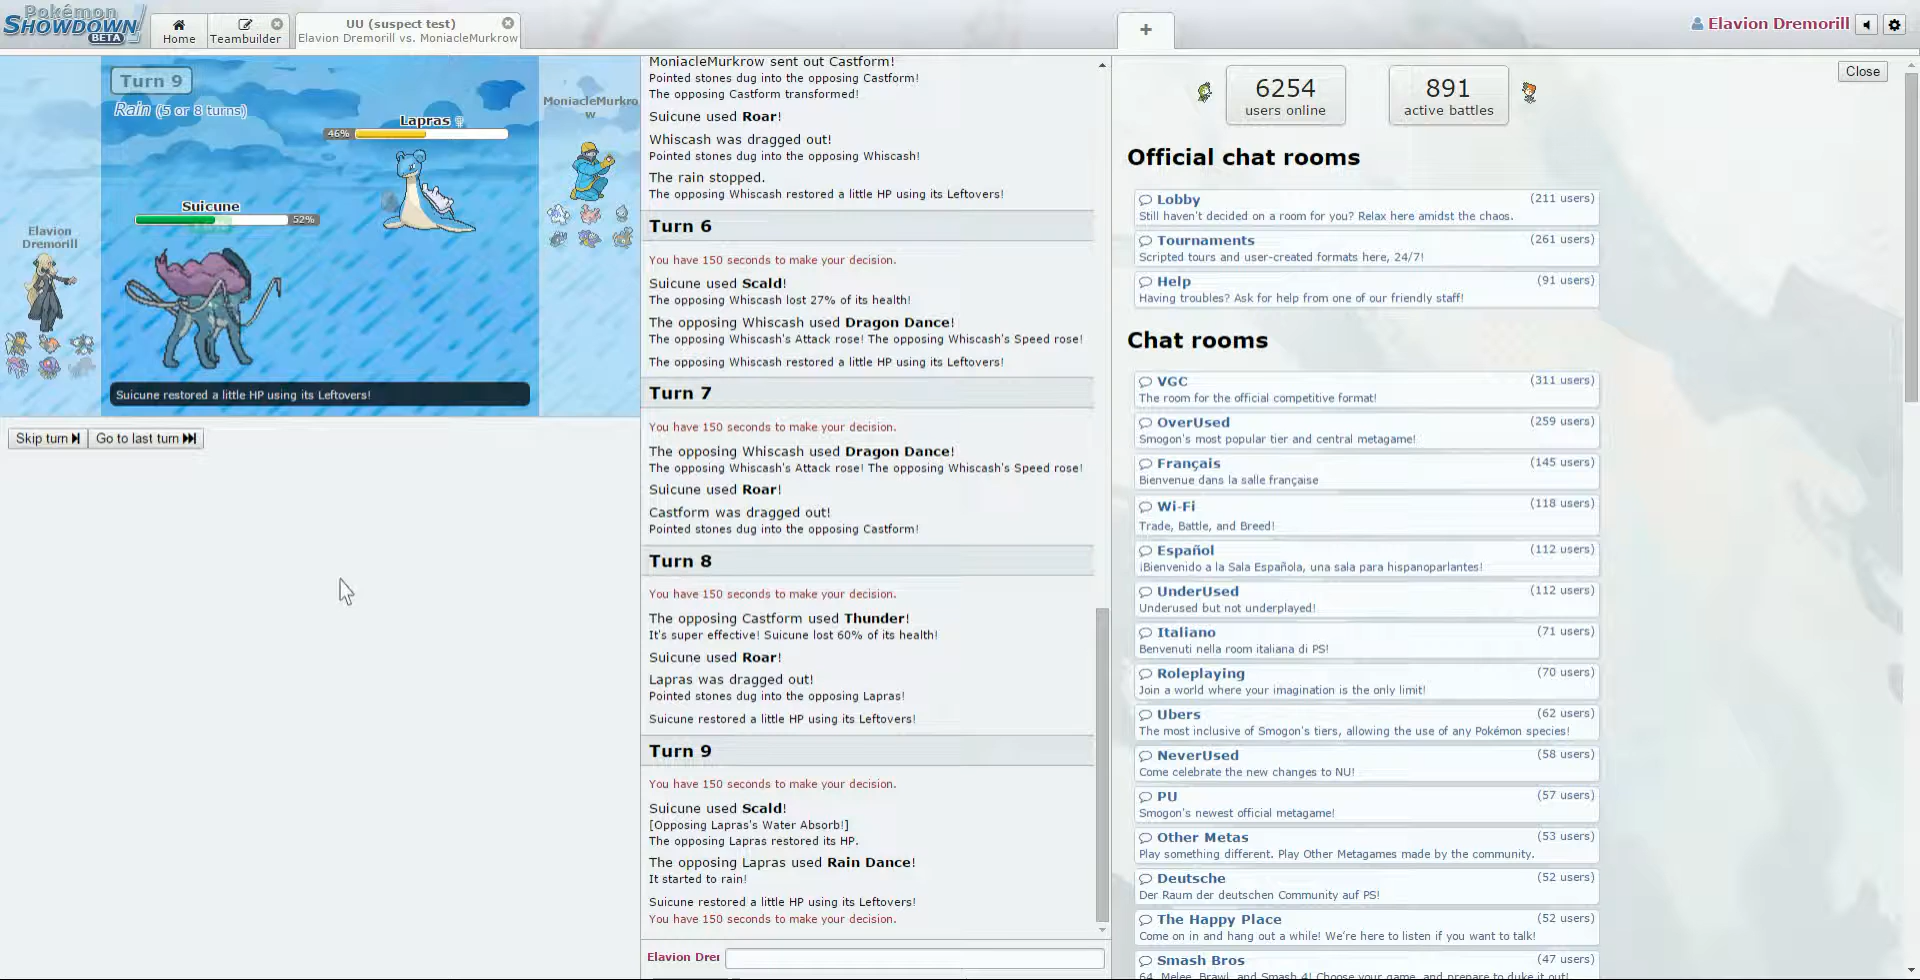 Pokémon
SHOWDOWN!
BETA
Home
Teambuilder
UU (suspect test)
Elavion Dremorill vs. MoniacleMurkrow
+
Elavion Dremorill
Turn 9
Rain (5 or 8 turns)
Lapras
46%
Suicune
52%
Elavion
Dremorill
MoniacleMurkro
w
Suicune restored a little HP using its Leftovers!
Skip turn
Go to last turn
MoniacleMurkrow sent out Castform!
Pointed stones dug into the opposing Castform!
The opposing Castform transformed!
Suicune used Roar!
Whiscash was dragged out!
Pointed stones dug into the opposing Whiscash!
The rain stopped.
The opposing Whiscash restored a little HP using its Leftovers!
Turn 6
You have 150 seconds to make your decision.
Suicune used Scald!
The opposing Whiscash lost 27% of its health!
The opposing Whiscash used Dragon Dance!
The opposing Whiscash's Attack rose! The opposing Whiscash's Speed rose!
The opposing Whiscash restored a little HP using its Leftovers!
Turn 7
You have 150 seconds to make your decision.
The opposing Whiscash used Dragon Dance!
The opposing Whiscash's Attack rose! The opposing Whiscash's Speed rose!
Suicune used Roar!
Castform was dragged out!
Pointed stones dug into the opposing Castform!
Turn 8
You have 150 seconds to make your decision.
The opposing Castform used Thunder!
It's super effective! Suicune lost 60% of its health!
Suicune used Roar!
Lapras was dragged out!
Pointed stones dug into the opposing Lapras!
Suicune restored a little HP using its Leftovers!
Turn 9
You have 150 seconds to make your decision.
Suicune used Scald!
[Opposing Lapras's Water Absorb!]
The opposing Lapras restored its HP.
The opposing Lapras used Rain Dance!
It started to rain!
Suicune restored a little HP using its Leftovers!
You have 150 seconds to make your decision.
Elavion Drer
Close
6254
users online
891
active battles
Official chat rooms
Lobby (211 users)
Still haven't decided on a room for you? Relax here amidst the chaos.
Tournaments (261 users)
Scripted tours and user-created formats here, 24/7!
Help (91 users)
Having troubles? Ask for help from one of our friendly staff!
Chat rooms
VGC (311 users)
The room for the official competitive format!
OverUsed (259 users)
Smogon's most popular tier and central metagame!
Français (145 users)
Bienvenue dans la salle française
Wi-Fi (118 users)
Trade, Battle, and Breed!
Español (112 users)
¡Bienvenido a la Sala Española, una sala para hispanoparlantes!
UnderUsed (112 users)
Underused but not underplayed!
Italiano (71 users)
Benvenuti nella room italiana di PS!
Roleplaying (70 users)
Join a world where your imagination is the only limit!
Ubers (62 users)
The most inclusive of Smogon's tiers, allowing the use of any Pokémon species!
NeverUsed (58 users)
Come celebrate the new changes to NU!
PU (57 users)
Smogon's newest official metagame!
Other Metas (53 users)
Play something different. Play Other Metagames made by the community.
Deutsche (52 users)
Der Raum der deutschen Community auf PS!
The Happy Place (52 users)
Come on in and hang out a while! We're here to listen if you want to talk!
Smash Bros (47 users)
64, Melee, Brawl, and Smash 4! Choose your game, and prepare to duke it out!